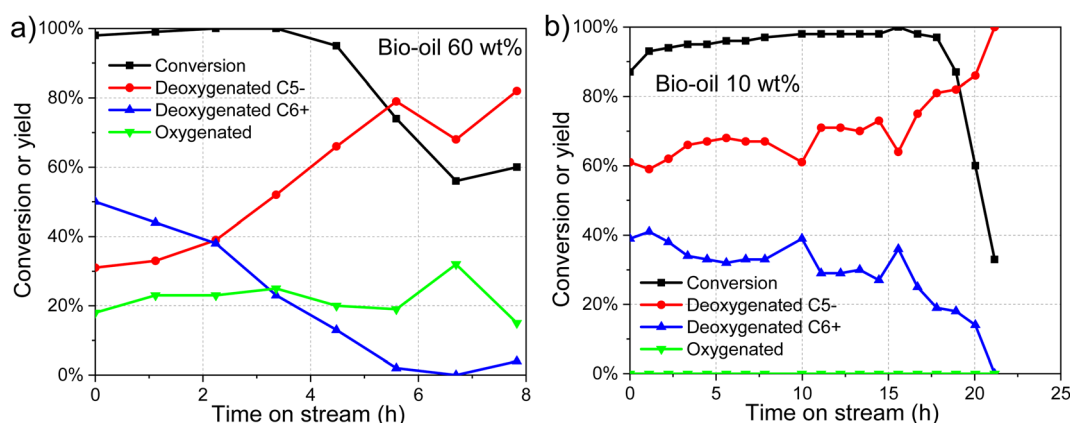 a)
Bio-oil 60 wt%
Conversion
Deoxygenated C5-
Deoxygenated C6+
Oxygenated
100%
80%
60%
40%
20%
0%
Conversion or yield
0 2 4 6 8
Time on stream (h)
b)
Bio-oil 10 wt%
Conversion
Deoxygenated C5-
Deoxygenated C6+
Oxygenated
100%
80%
60%
40%
20%
0%
Conversion or yield
0 5 10 15 20 25
Time on stream (h)